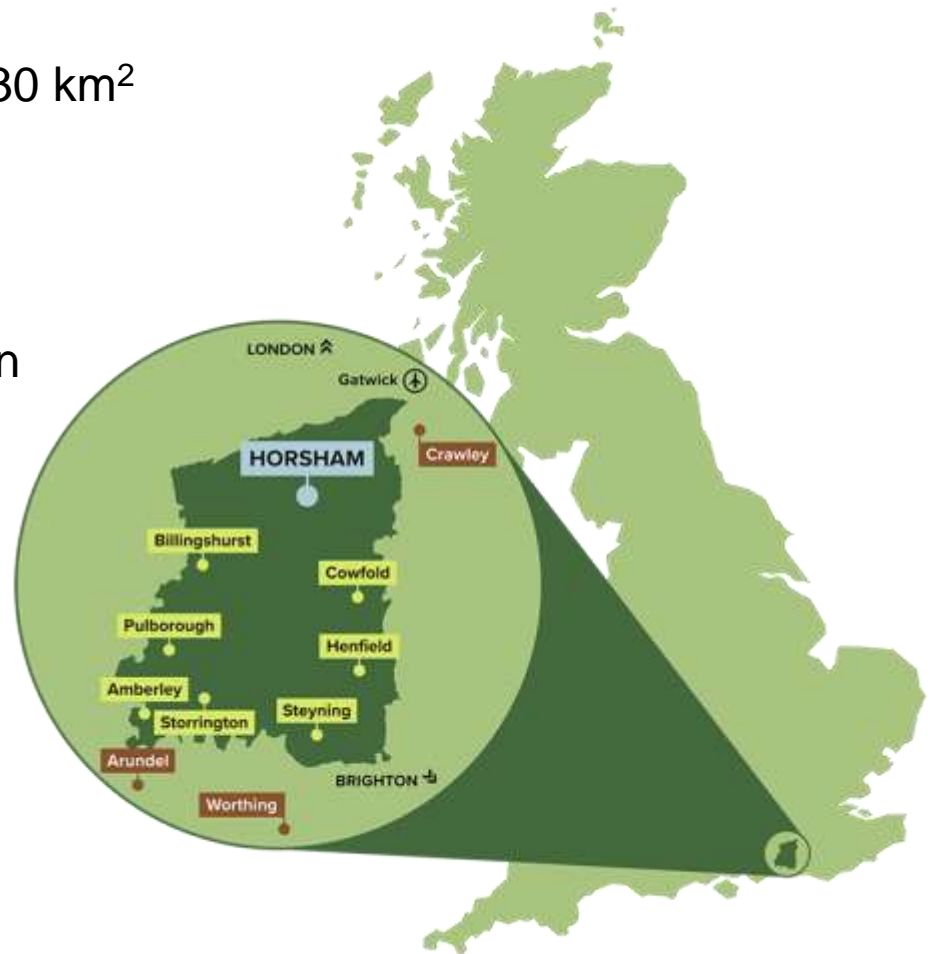 30 km²
n
LONDON
Gatwick
HORSHAM
Crawley
Billingshurst
Cowfold
Pulborough
Henfield
Amberley
Storrington
Steyning
Arundel
BRIGHTON
Worthing